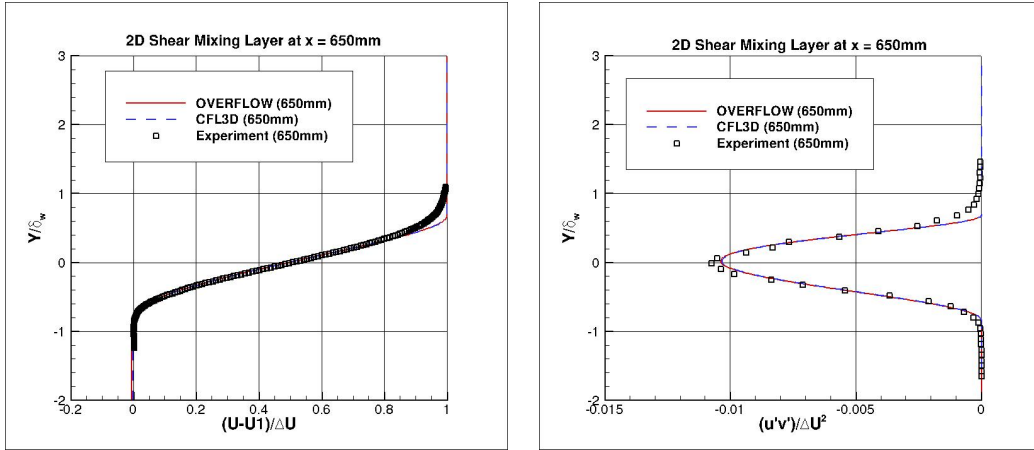 2D Shear Mixing Layer at x = 650mm
3
OVERFLOW (650mm)
CFL3D (650mm)
Experiment (650mm)
2
1
0
-1
-2
Y/δw
-0.2 0 0.2 0.4 0.6 0.8 1
(U-U1)/△U
2D Shear Mixing Layer at x = 650mm
3
OVERFLOW (650mm)
CFL3D (650mm)
Experiment (650mm)
2
1
0
-1
-2
Y/δw
-0.015 -0.01 -0.005 0
(u'v')/△U²